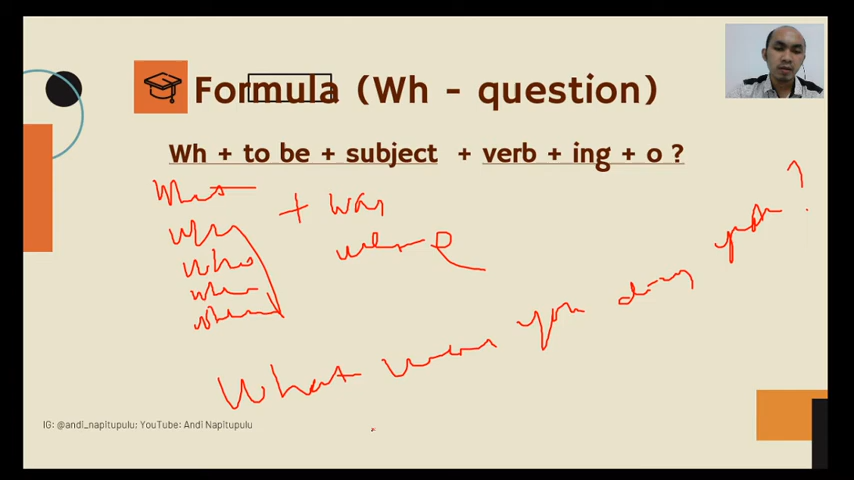 Formula (Wh - question)
Wh + to be + subject + verb + ing + o ?
What + was
why were
who
when
where
What were you doing ?
IG: @andi_napitupulu; YouTube: Andi Napitupulu